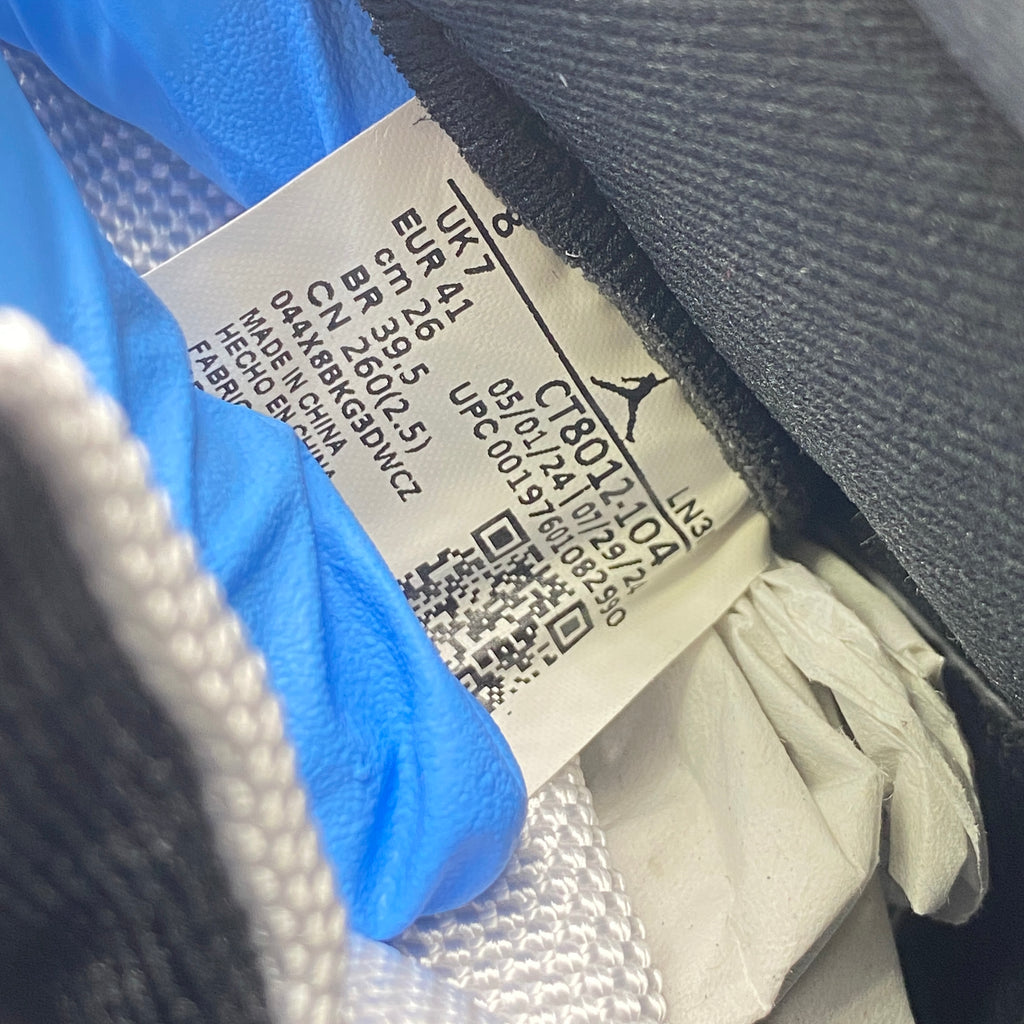 8
UK 7
EUR 41
cm 26
BR 39.5
CN 260(2.5)
044X8BKG3DWCZ
MADE IN CHINA
HECHO EN CHINA
LN3
CT8012-104
05/01/24 | 07/29/24
UPC 00197601082990